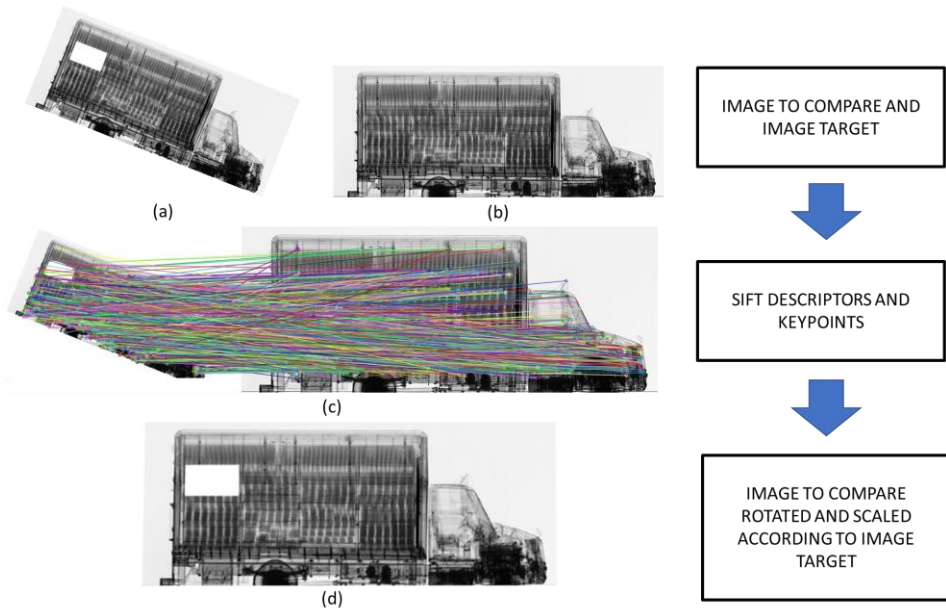 (a)
(b)
IMAGE TO COMPARE AND
IMAGE TARGET
(c)
SIFT DESCRIPTORS AND
KEYPOINTS
(d)
IMAGE TO COMPARE
ROTATED AND SCALED
ACCORDING TO IMAGE
TARGET